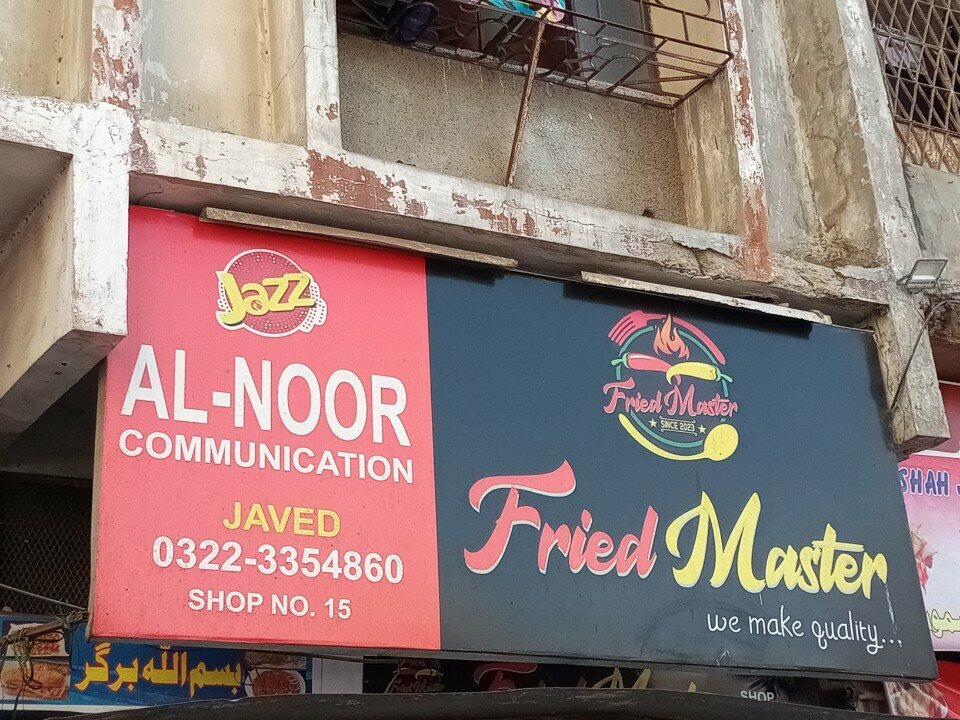 Jazz
AL-NOOR
COMMUNICATION
JAVED
0322-3354860
SHOP NO. 15
Fried Master
SINCE 2023
Fried Master
we make quality...
SHAH
بسم الله برگر
SHOP